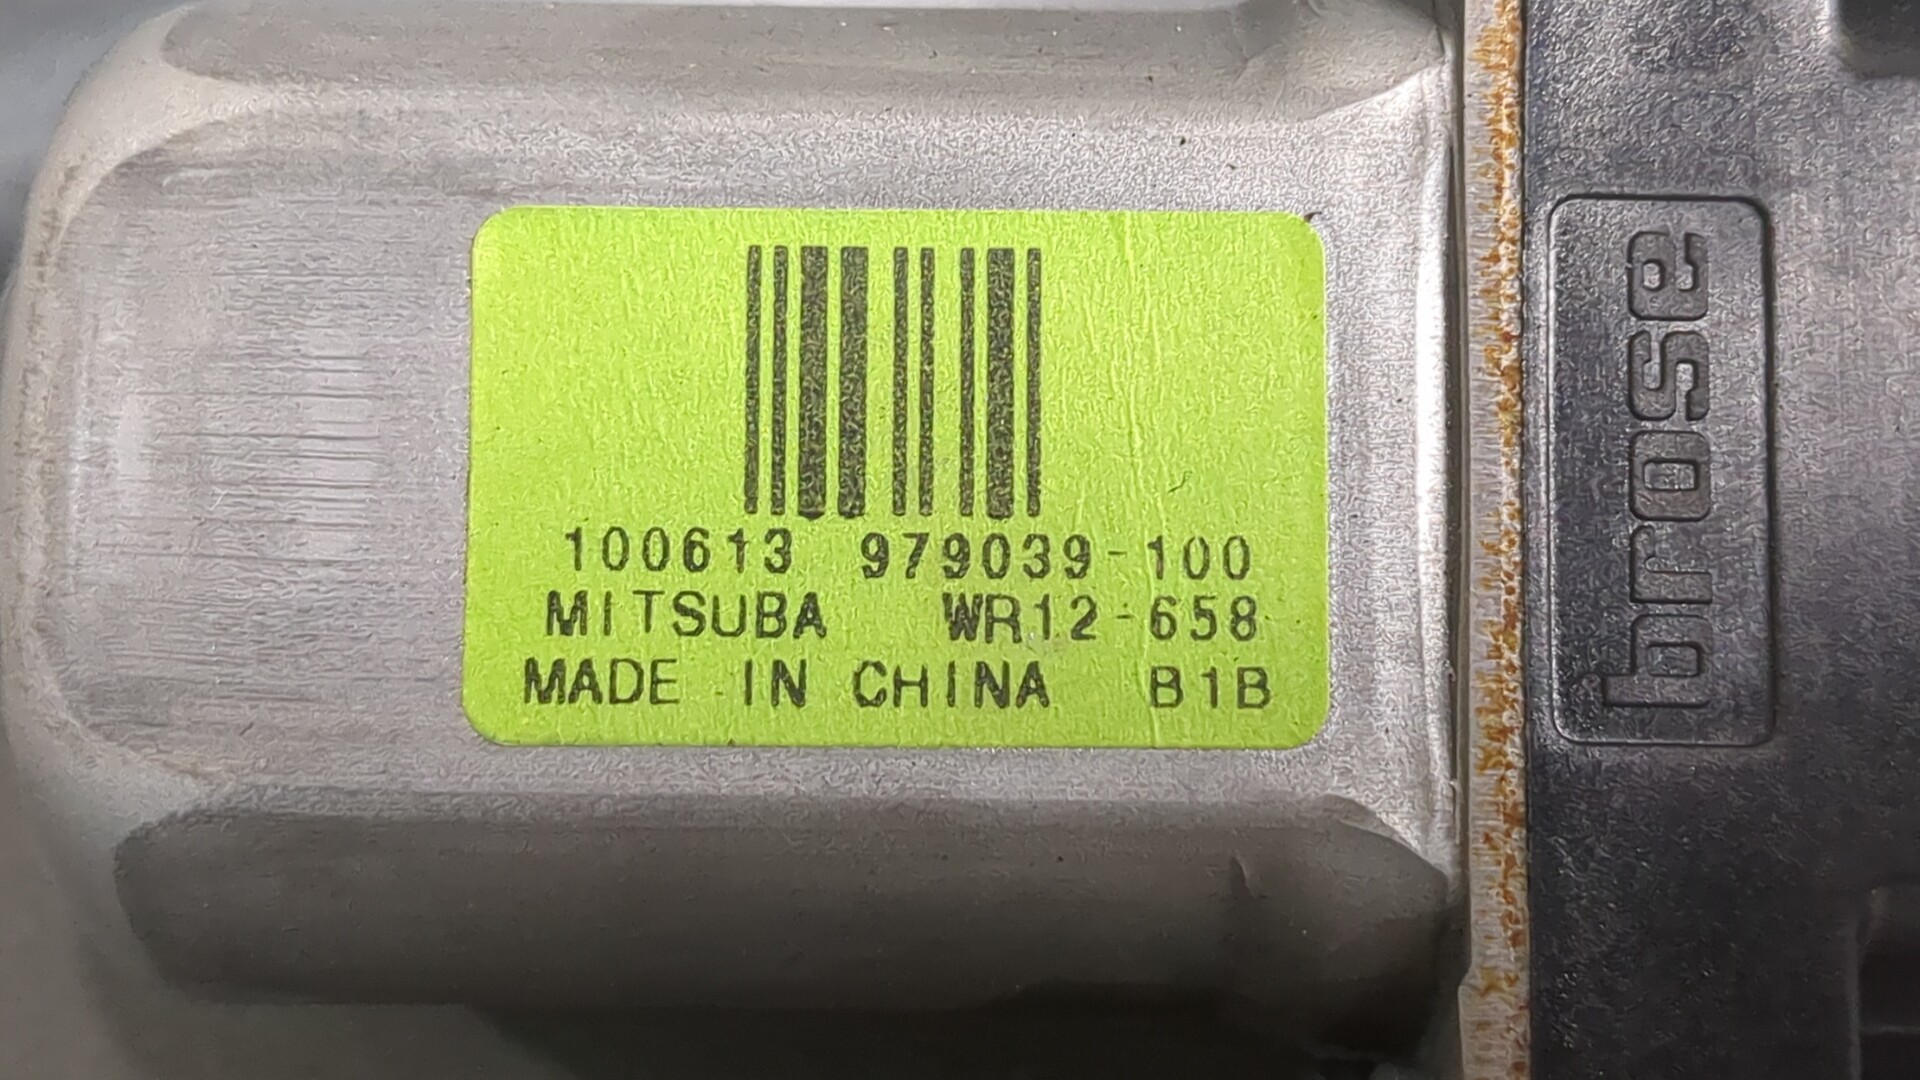 100613 979039-100
MITSUBA WR12-658
MADE IN CHINA B1B
brose